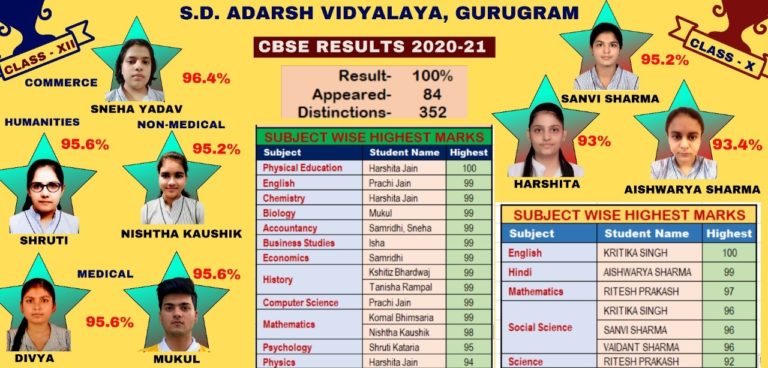 S.D. ADARSH VIDYALAYA, GURUGRAM
CBSE RESULTS 2020-21
CLASS - XII
COMMERCE
96.4%
SNEHA YADAV
HUMANITIES
95.6%
SHRUTI
NON-MEDICAL
95.2%
NISHTHA KAUSHIK
MEDICAL
95.6%
DIVYA
95.6%
MUKUL
Result- 100%
Appeared- 84
Distinctions- 352
SUBJECT WISE HIGHEST MARKS
Subject Student Name Highest
Physical Education Harshita Jain 100
English Prachi Jain 99
Chemistry Harshita Jain 99
Biology Mukul 99
Accountancy Samridhi, Sneha 99
Business Studies Isha 99
Economics Samridhi 99
History Kshitiz Bhardwaj 99
Tanisha Rampal 99
Computer Science Prachi Jain 99
Mathematics Komal Bhimsaria 99
Nishtha Kaushik 98
Psychology Shruti Kataria 95
Physics Harshita Jain 94
CLASS - X
95.2%
SANVI SHARMA
93%
HARSHITA
93.4%
AISHWARYA SHARMA
SUBJECT WISE HIGHEST MARKS
Subject Student Name Highest
English KRITIKA SINGH 100
Hindi AISHWARYA SHARMA 99
Mathematics RITESH PRAKASH 97
Social Science KRITIKA SINGH 96
SANVI SHARMA 96
VAIDANT SHARMA 96
Science RITESH PRAKASH 92